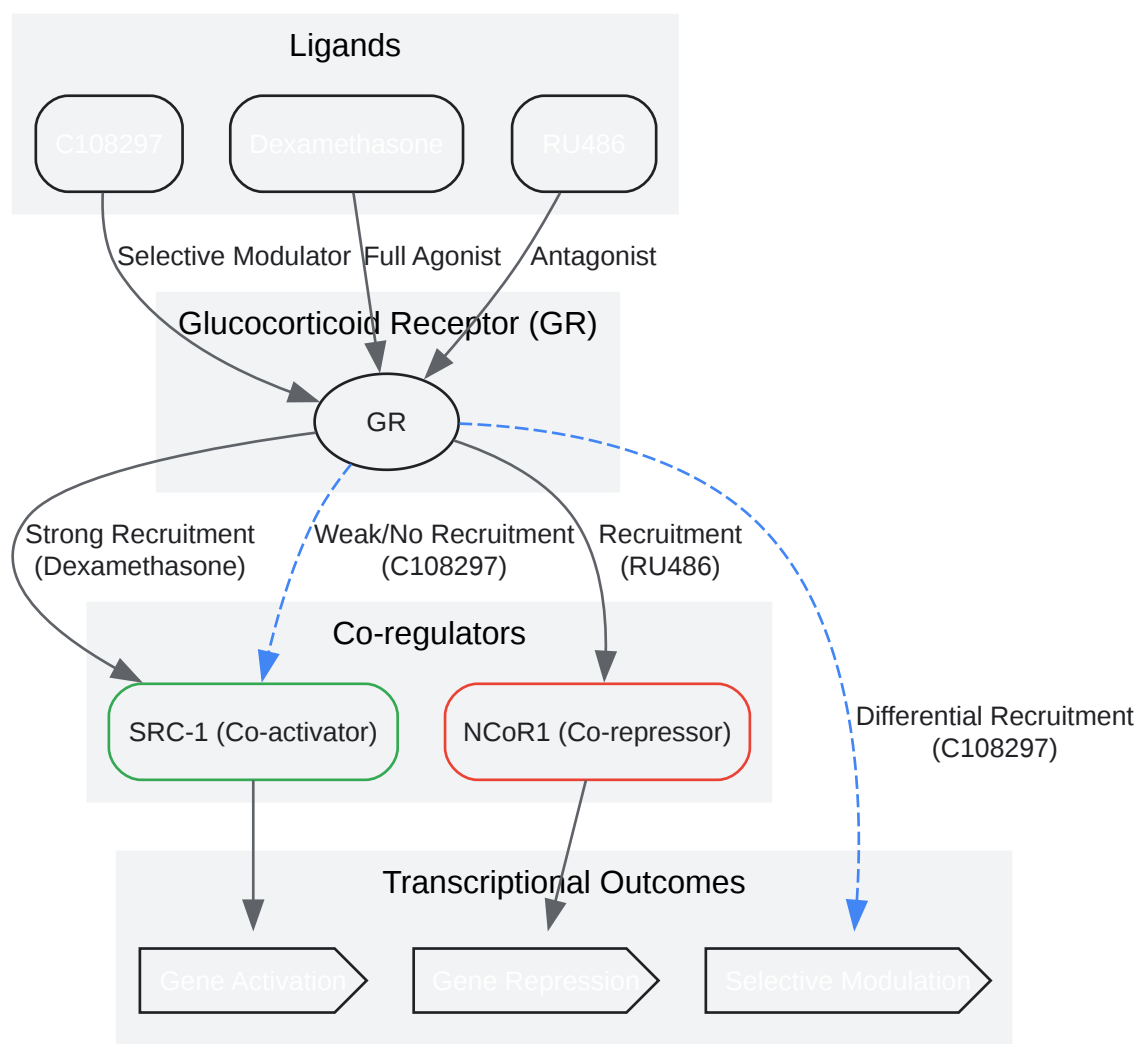 Ligands
C108297
Dexamethasone
RU486
Selective Modulator
Full Agonist
Antagonist
Glucocorticoid Receptor (GR)
GR
Strong Recruitment
(Dexamethasone)
Weak/No Recruitment
(C108297)
Recruitment
(RU486)
Co-regulators
SRC-1 (Co-activator)
NCoR1 (Co-repressor)
Differential Recruitment
(C108297)
Transcriptional Outcomes
Gene Activation
Gene Repression
Selective Modulation